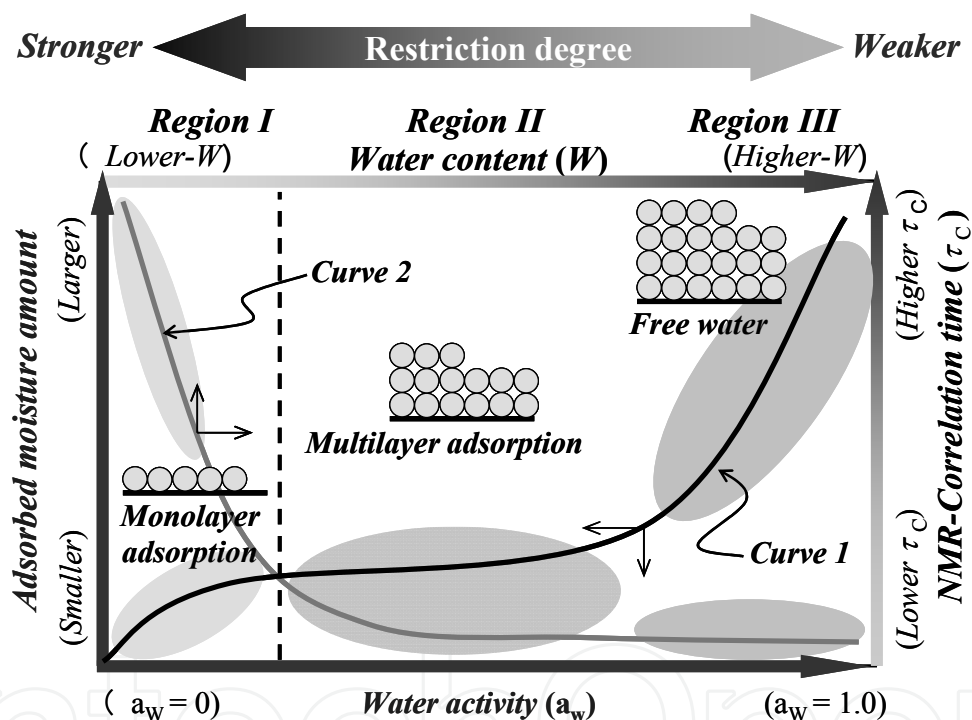 Stronger
Restriction degree
Weaker
Region I
Region II
Region III
( Lower-W)
Water content (W)
(Higher-W)
Adsorbed moisture amount
(Larger)
(Smaller)
Curve 2
Free water
Multilayer adsorption
Monolayer
adsorption
Curve 1
(Higher τC)
(Lower τC)
NMR-Correlation time (τC)
( aw = 0)
Water activity (aw)
(aw = 1.0)